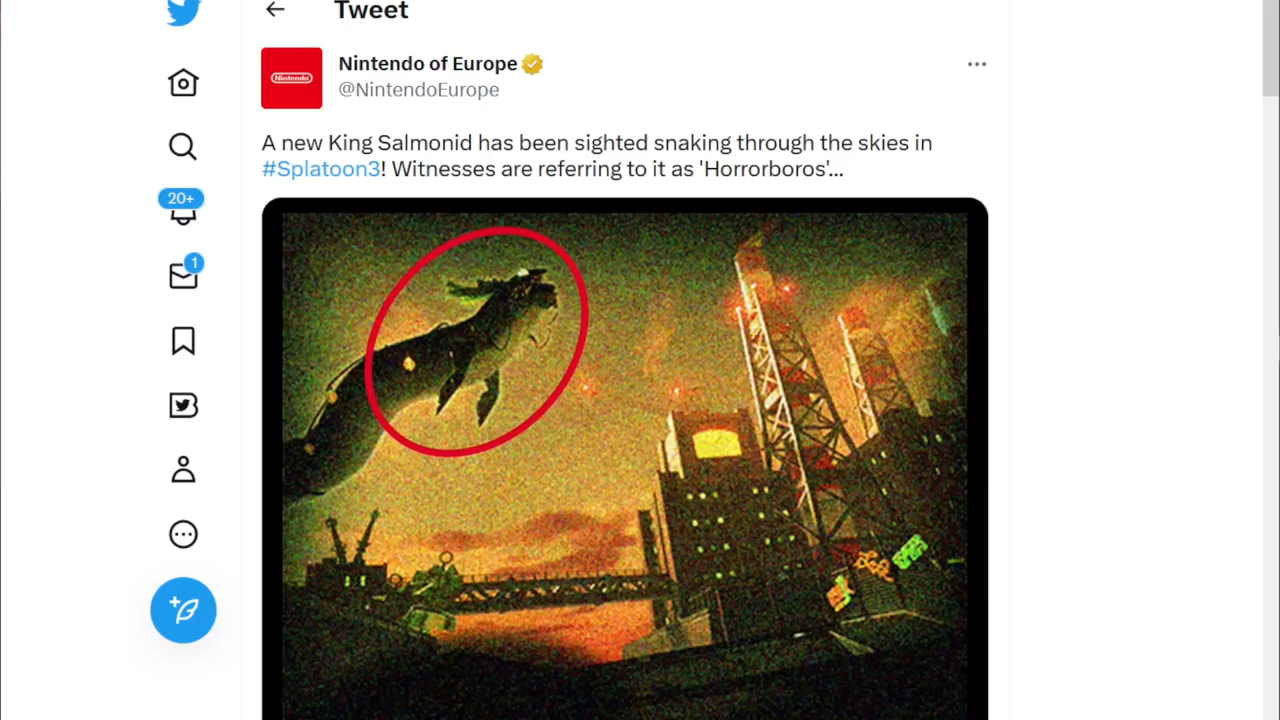 Tweet
Nintendo
Nintendo of Europe
@NintendoEurope
A new King Salmonid has been sighted snaking through the skies in
#Splatoon3! Witnesses are referring to it as 'Horrorboros'...
20+
1